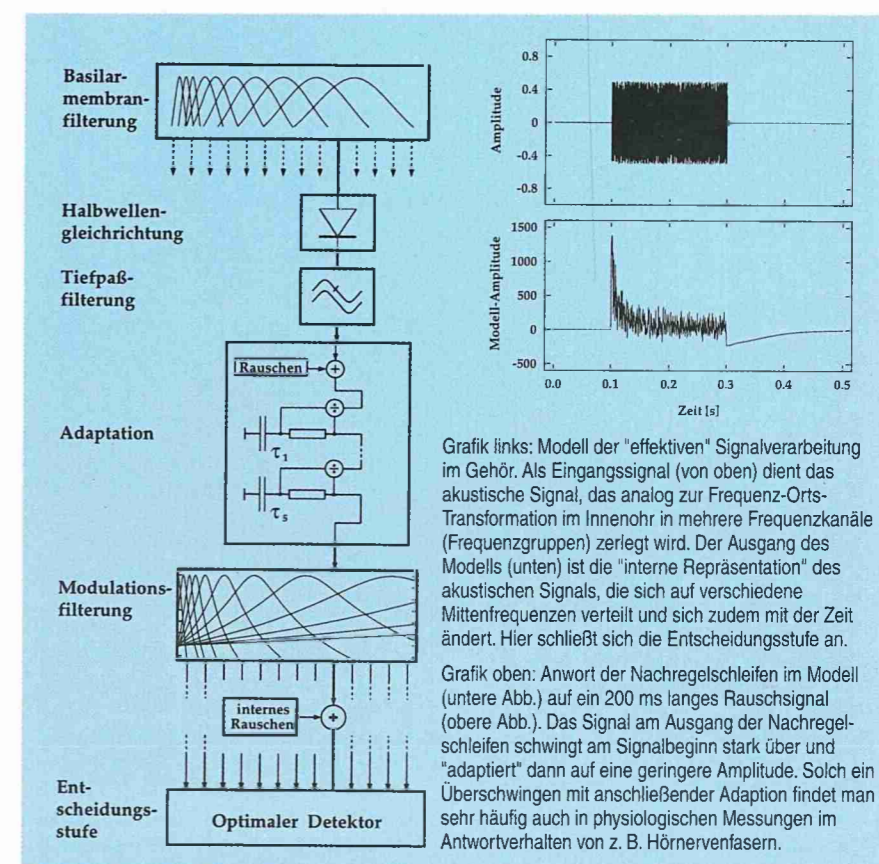 Basilar-
membran-
filterung
Halbwellen-
gleichrichtung
Tiefpaß-
filterung
Rauschen
+
÷
τ1
÷
τ5
Adaptation
Modulations-
filterung
internes
Rauschen
+
Ent-
scheidungs-
stufe
Optimaler Detektor
Amplitude
0.8
0.4
0
-0.4
-0.8
Modell-Amplitude
1500
1000
500
0
-500
0.0 0.1 0.2 0.3 0.4 0.5
Zeit [s]
Grafik links: Modell der "effektiven" Signalverarbeitung
im Gehör. Als Eingangssignal (von oben) dient das
akustische Signal, das analog zur Frequenz-Orts-
Transformation im Innenohr in mehrere Frequenzkanäle
(Frequenzgruppen) zerlegt wird. Der Ausgang des
Modells (unten) ist die "interne Repräsentation" des
akustischen Signals, die sich auf verschiedene
Mittenfrequenzen verteilt und sich zudem mit der Zeit
ändert. Hier schließt sich die Entscheidungsstufe an.
Grafik oben: Anwort der Nachregelschleifen im Modell
(untere Abb.) auf ein 200 ms langes Rauschsignal
(obere Abb.). Das Signal am Ausgang der Nachregel-
schleifen schwingt am Signalbeginn stark über und
"adaptiert" dann auf eine geringere Amplitude. Solch ein
Überschwingen mit anschließender Adaption findet man
sehr häufig auch in physiologischen Messungen im
Antwortverhalten von z. B. Hörnervenfasern.